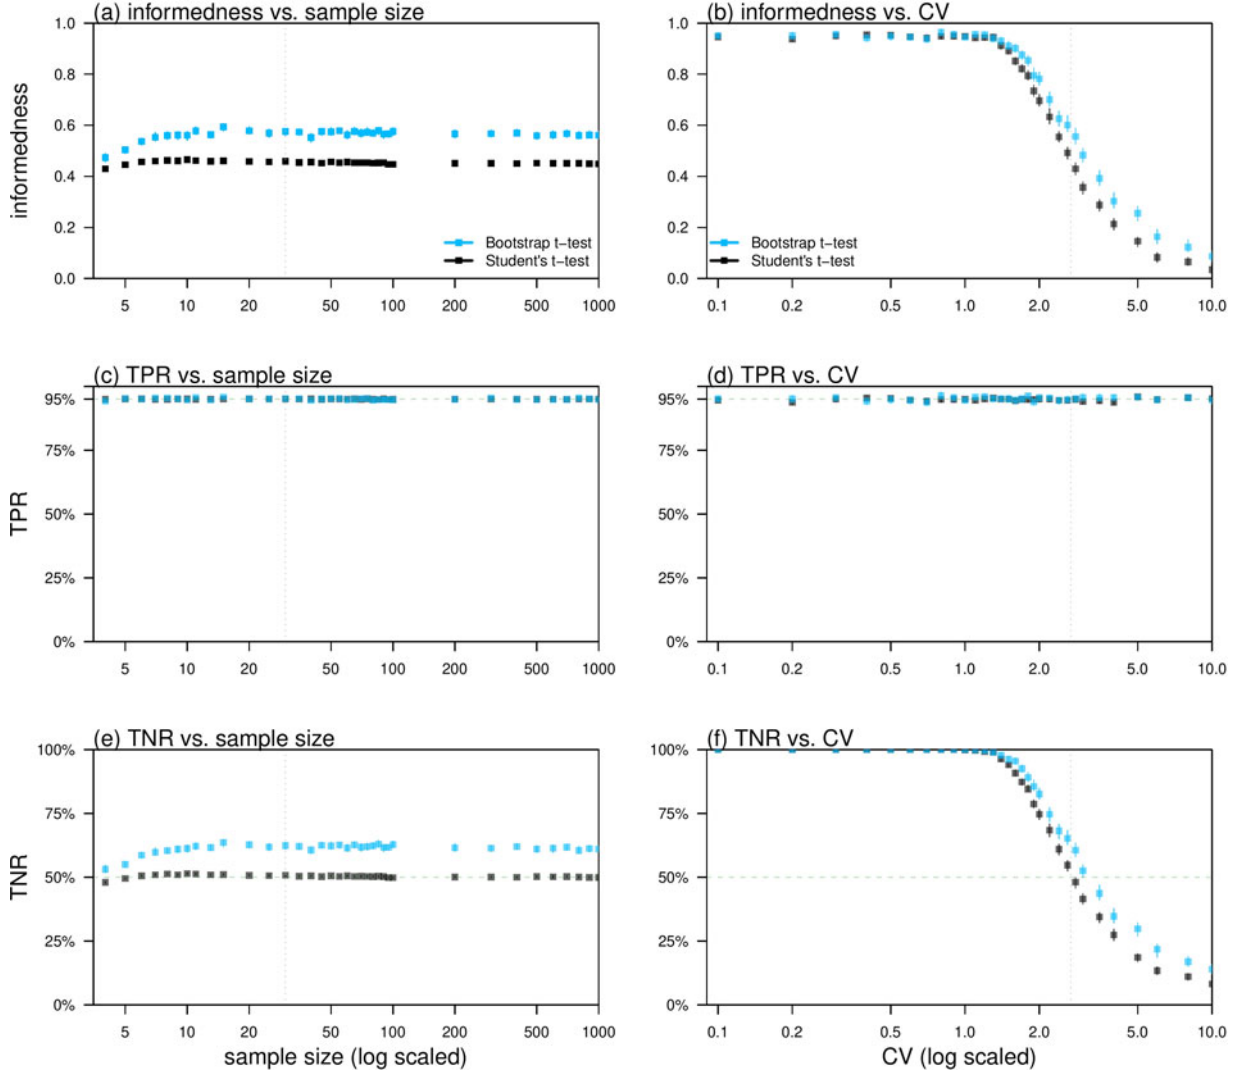 (a) informedness vs. sample size
1.0
0.8
0.6
0.4
0.2
0.0
informedness
Bootstrap t−test
Student's t−test
5 10 20 50 100 200 500 1000
(b) informedness vs. CV
1.0
0.8
0.6
0.4
0.2
0.0
Bootstrap t−test
Student's t−test
0.1 0.2 0.5 1.0 2.0 5.0 10.0
(c) TPR vs. sample size
95%
75%
50%
25%
0%
TPR
5 10 20 50 100 200 500 1000
(d) TPR vs. CV
95%
75%
50%
25%
0%
0.1 0.2 0.5 1.0 2.0 5.0 10.0
(e) TNR vs. sample size
100%
75%
50%
25%
0%
TNR
5 10 20 50 100 200 500 1000
sample size (log scaled)
(f) TNR vs. CV
100%
75%
50%
25%
0%
0.1 0.2 0.5 1.0 2.0 5.0 10.0
CV (log scaled)